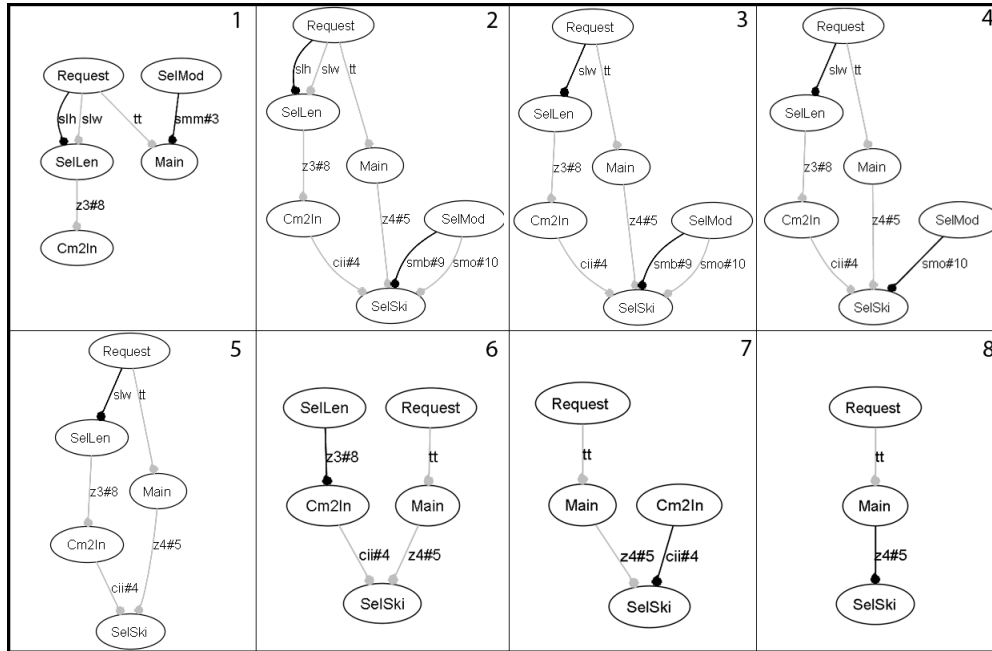 1
Request
SelMod
slh
slw
tt
smm#3
SelLen
Main
z3#8
Cm2In
2
Request
slh
slw
tt
SelLen
z3#8
Main
Cm2In
z4#5
SelMod
cii#4
smb#9
smo#10
SelSki
3
Request
slw
tt
SelLen
z3#8
Main
Cm2In
z4#5
SelMod
cii#4
smb#9
smo#10
SelSki
4
Request
slw
tt
SelLen
z3#8
Main
Cm2In
z4#5
SelMod
cii#4
smo#10
SelSki
5
Request
slw
tt
SelLen
z3#8
Main
Cm2In
z4#5
cii#4
SelSki
6
SelLen
Request
z3#8
tt
Cm2In
Main
cii#4
z4#5
SelSki
7
Request
tt
Main
Cm2In
z4#5
cii#4
SelSki
8
Request
tt
Main
z4#5
SelSki